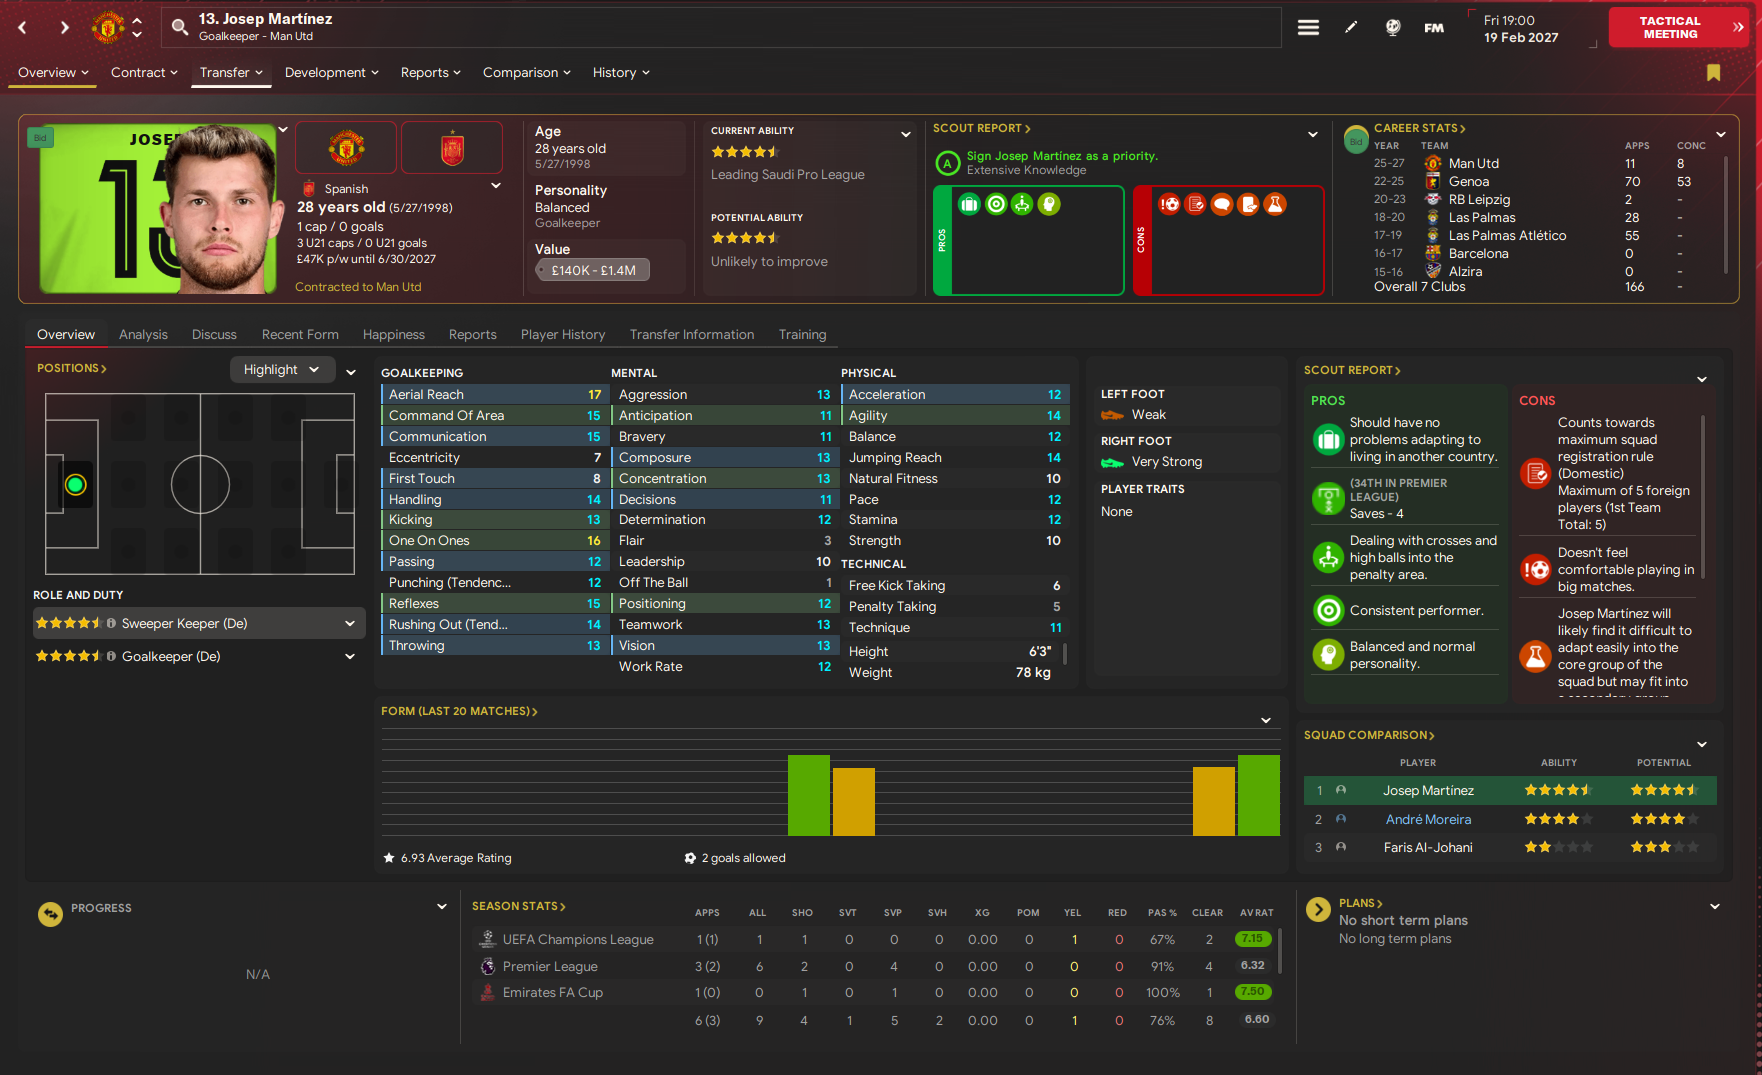 13. Josep Martínez
Goalkeeper - Man Utd
FM
Fri 19:00
19 Feb 2027
TACTICAL
MEETING
Overview
Contract
Transfer
Development
Reports
Comparison
History
Bid
JOSEP
13
Spanish
28 years old (5/27/1998)
1 cap / 0 goals
3 U21 caps / 0 U21 goals
£47K p/w until 6/30/2027
Contracted to Man Utd
Age
28 years old
5/27/1998
Personality
Balanced
Goalkeeper
Value
£140K - £1.4M
CURRENT ABILITY
Leading Saudi Pro League
POTENTIAL ABILITY
Unlikely to improve
SCOUT REPORT
A
Sign Josep Martínez as a priority.
Extensive Knowledge
PROS
CONS
Bid
CAREER STATS
YEAR TEAM APPS CONC
25-27 Man Utd 11 8
22-25 Genoa 70 53
20-23 RB Leipzig 2 -
18-20 Las Palmas 28 -
17-19 Las Palmas Atlético 55 -
16-17 Barcelona 0 -
15-16 Alzira 0 -
Overall 7 Clubs 166 -
Overview
Analysis
Discuss
Recent Form
Happiness
Reports
Player History
Transfer Information
Training
POSITIONS
Highlight
ROLE AND DUTY
Sweeper Keeper (De)
Goalkeeper (De)
GOALKEEPING
Aerial Reach 17
Command Of Area 15
Communication 15
Eccentricity 7
First Touch 8
Handling 14
Kicking 13
One On Ones 16
Passing 12
Punching (Tendenc... 12
Reflexes 15
Rushing Out (Tend... 14
Throwing 13
MENTAL
Aggression 13
Anticipation 11
Bravery 11
Composure 13
Concentration 13
Decisions 11
Determination 12
Flair 3
Leadership 10
Off The Ball 1
Positioning 12
Teamwork 13
Vision 13
Work Rate 12
PHYSICAL
Acceleration 12
Agility 14
Balance 12
Jumping Reach 14
Natural Fitness 10
Pace 12
Stamina 12
Strength 10
TECHNICAL
Free Kick Taking 6
Penalty Taking 5
Technique 11
Height 6'3"
Weight 78 kg
LEFT FOOT
Weak
RIGHT FOOT
Very Strong
PLAYER TRAITS
None
SCOUT REPORT
PROS
Should have no
problems adapting to
living in another country.
(34TH IN PREMIER
LEAGUE)
Saves - 4
Dealing with crosses and
high balls into the
penalty area.
Consistent performer.
Balanced and normal
personality.
CONS
Counts towards
maximum squad
registration rule
(Domestic)
Maximum of 5 foreign
players (1st Team
Total: 5)
Doesn't feel
comfortable playing in
big matches.
Josep Martínez will
likely find it difficult to
adapt easily into the
core group of the
squad but may fit into
FORM (LAST 20 MATCHES)
6.93 Average Rating
2 goals allowed
SQUAD COMPARISON
PLAYER ABILITY POTENTIAL
1 Josep Martínez
2 André Moreira
3 Faris Al-Johani
PROGRESS
N/A
SEASON STATS
APPS ALL SHO SVT SVP SVH XG POM YEL RED PAS % CLEAR AV RAT
UEFA Champions League 1 (1) 1 1 0 0 0 0.00 0 1 0 67% 2 7.15
Premier League 3 (2) 6 2 0 4 0 0.00 0 0 0 91% 4 6.32
Emirates FA Cup 1 (0) 0 1 0 1 0 0.00 0 0 0 100% 1 7.50
6 (3) 9 4 1 5 2 0.00 0 1 0 76% 8 6.60
PLANS
No short term plans
No long term plans